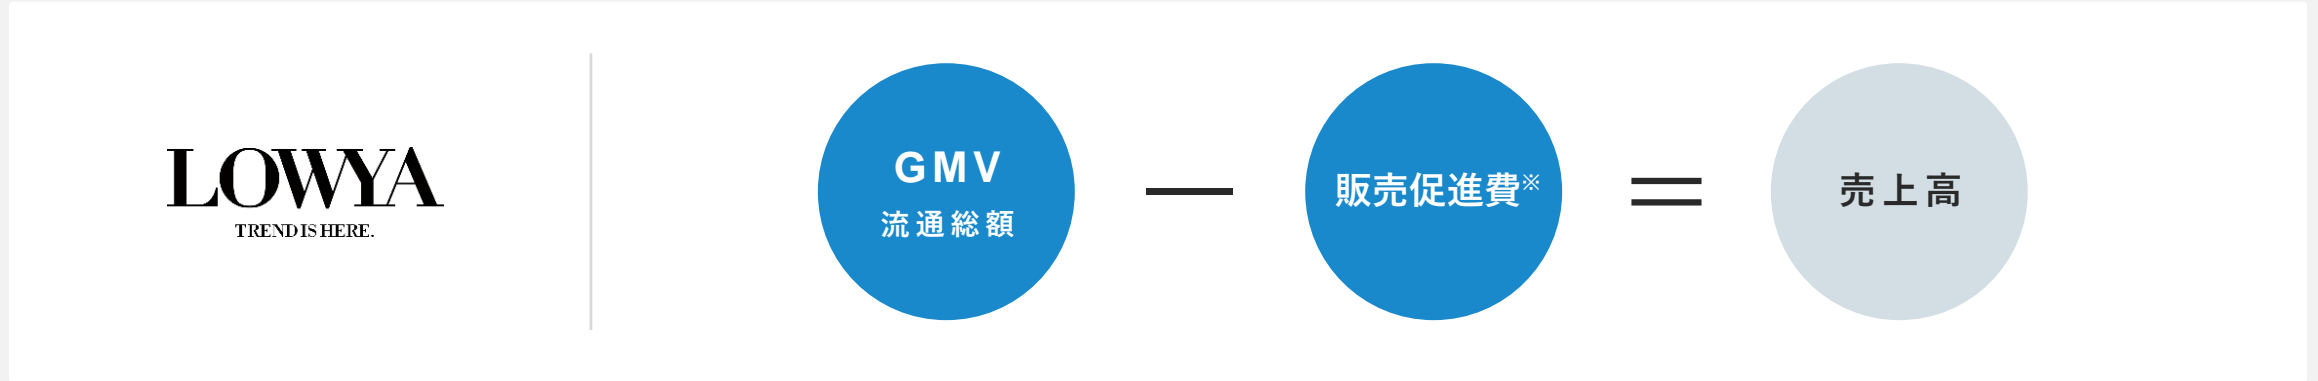 LOWYA
TREND IS HERE.
GMV
流通総額
—
販売促進費※
=
売上高